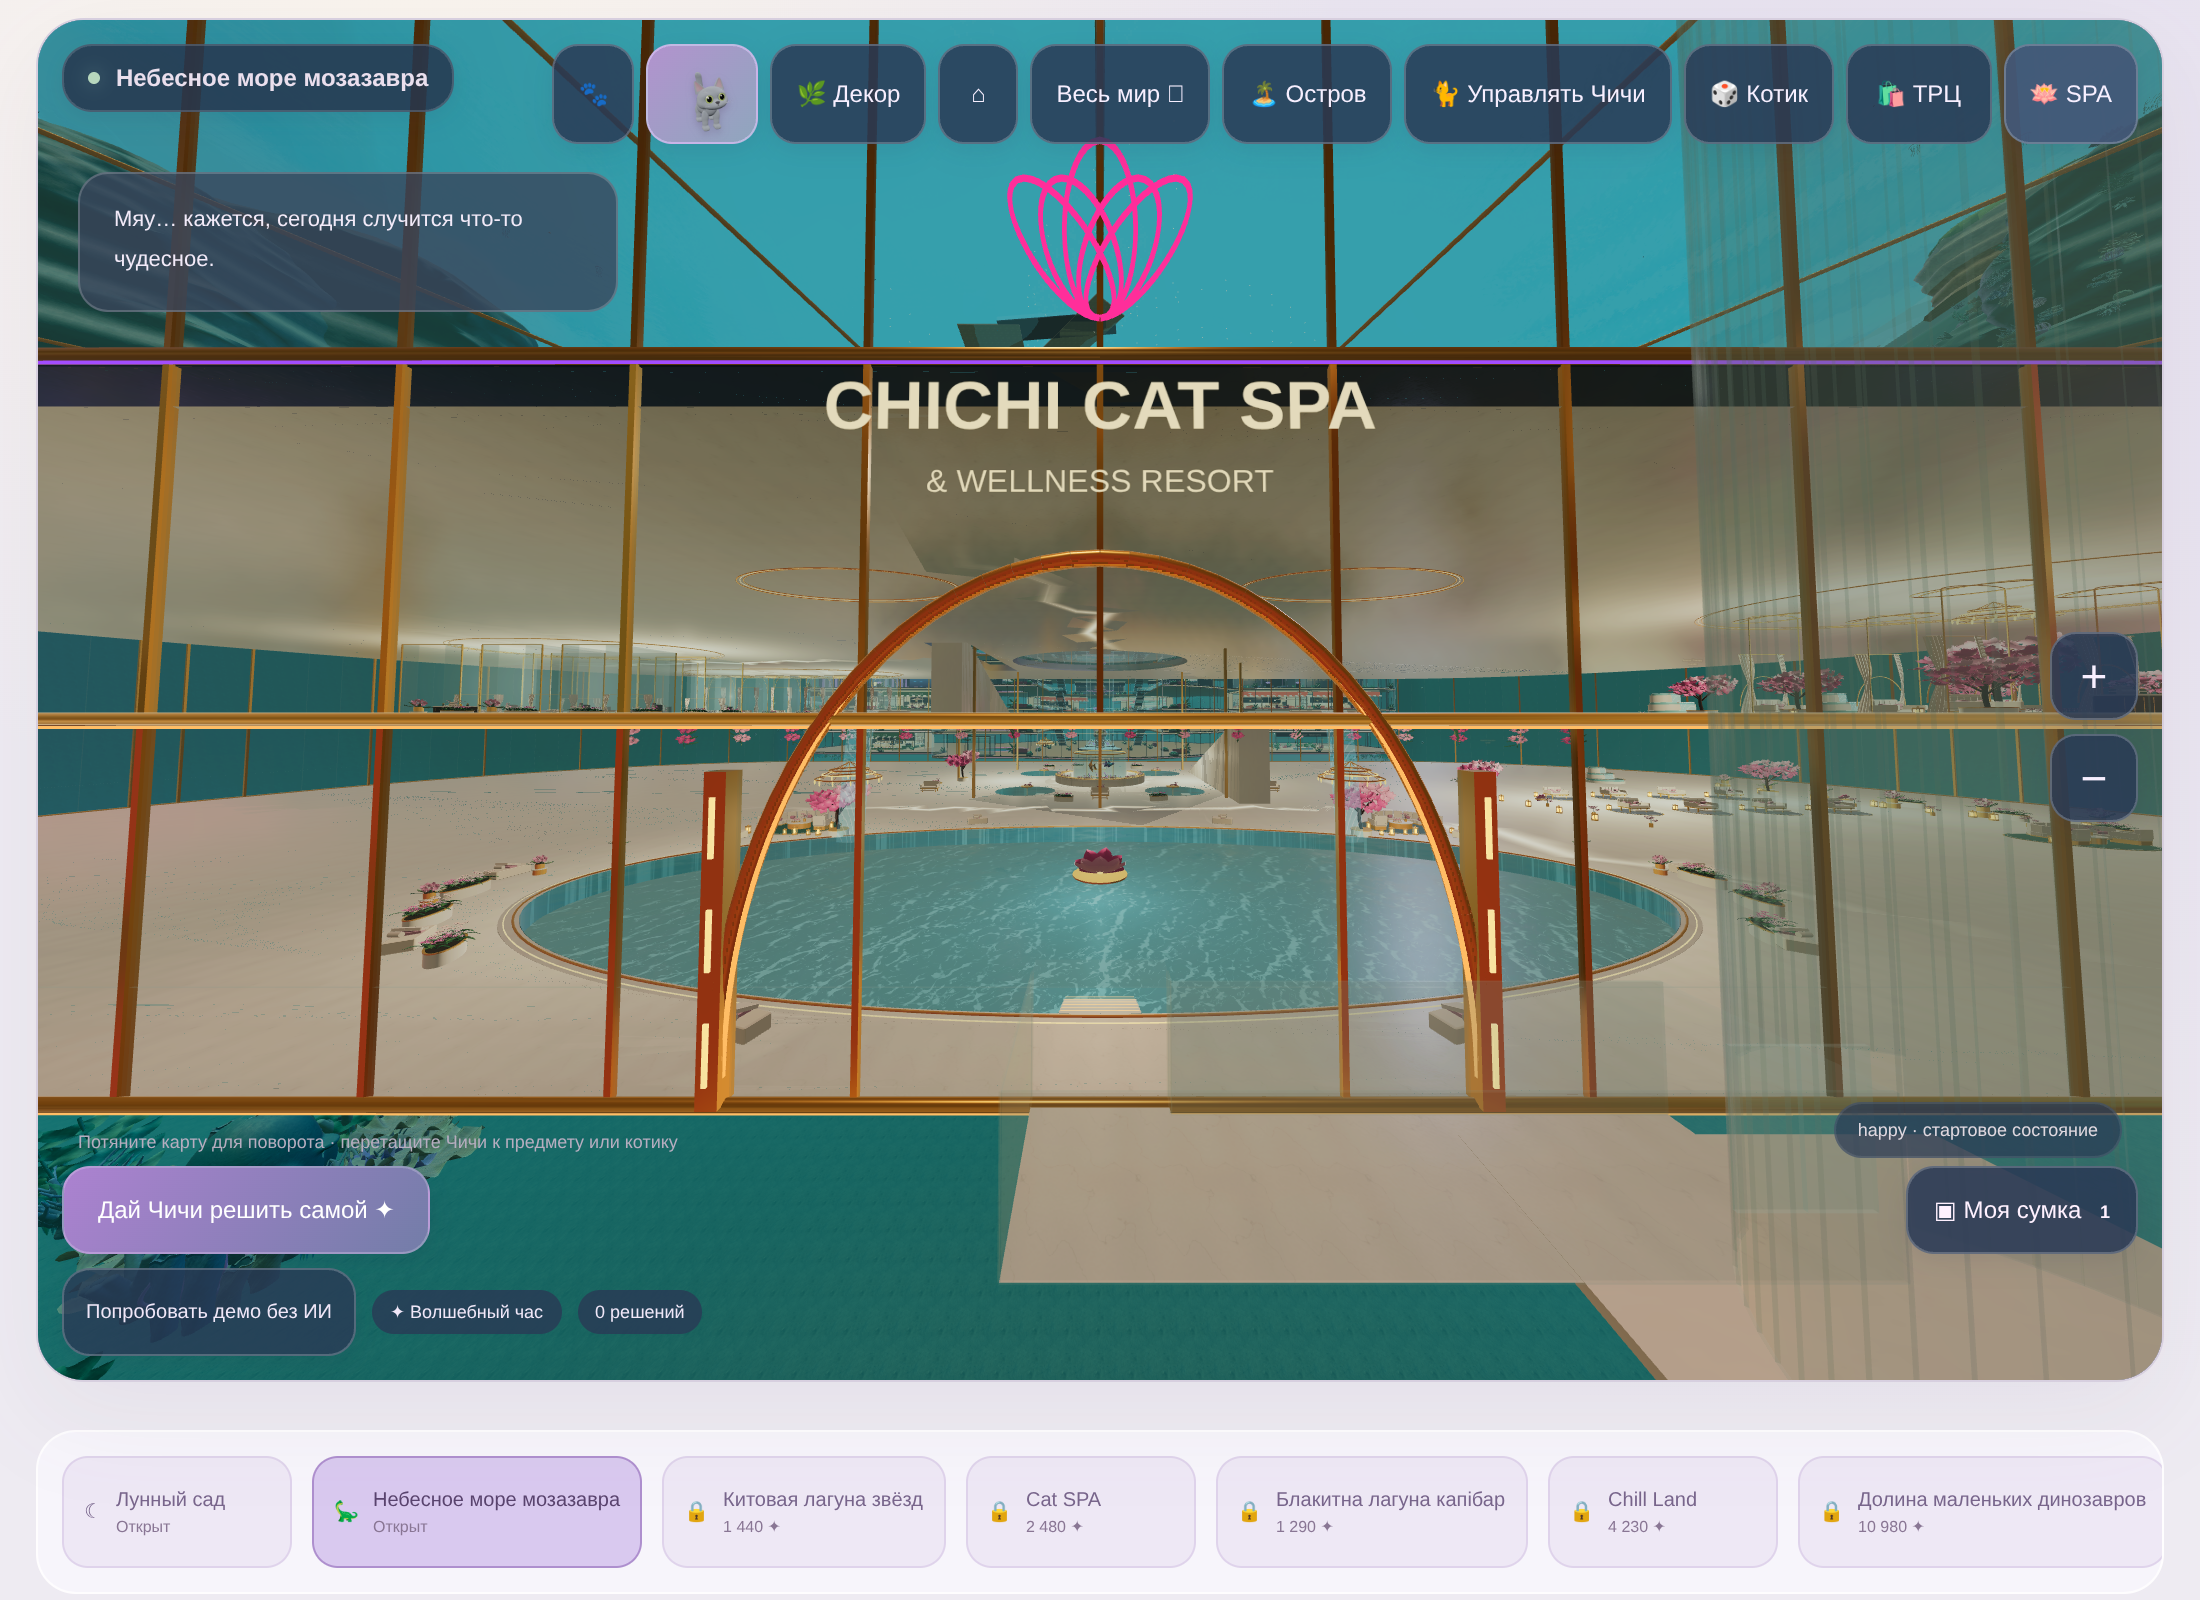 Небесное море мозазавра
Декор
Весь мир
Остров
Управлять Чичи
Котик
ТРЦ
SPA
Мяу… кажется, сегодня случится что-то
чудесное.
CHICHI CAT SPA
& WELLNESS RESORT
+
−
Потяните карту для поворота · перетащите Чичи к предмету или котику
happy · стартовое состояние
Дай Чичи решить самой ✦
Моя сумка 1
Попробовать демо без ИИ
✦ Волшебный час
0 решений
Лунный сад
Открыт
Небесное море мозазавра
Открыт
Китовая лагуна звёзд
1 440 ✦
Cat SPA
2 480 ✦
Блакитна лагуна капібар
1 290 ✦
Chill Land
4 230 ✦
Долина маленьких динозавров
10 980 ✦